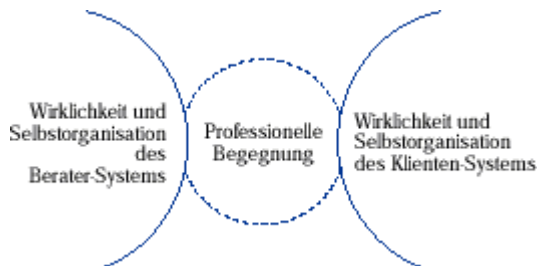 Wirklichkeit und
Selbstorganisation
des
Berater-Systems
Professionelle
Begegnung
Wirklichkeit und
Selbstorganisation
des Klienten-Systems